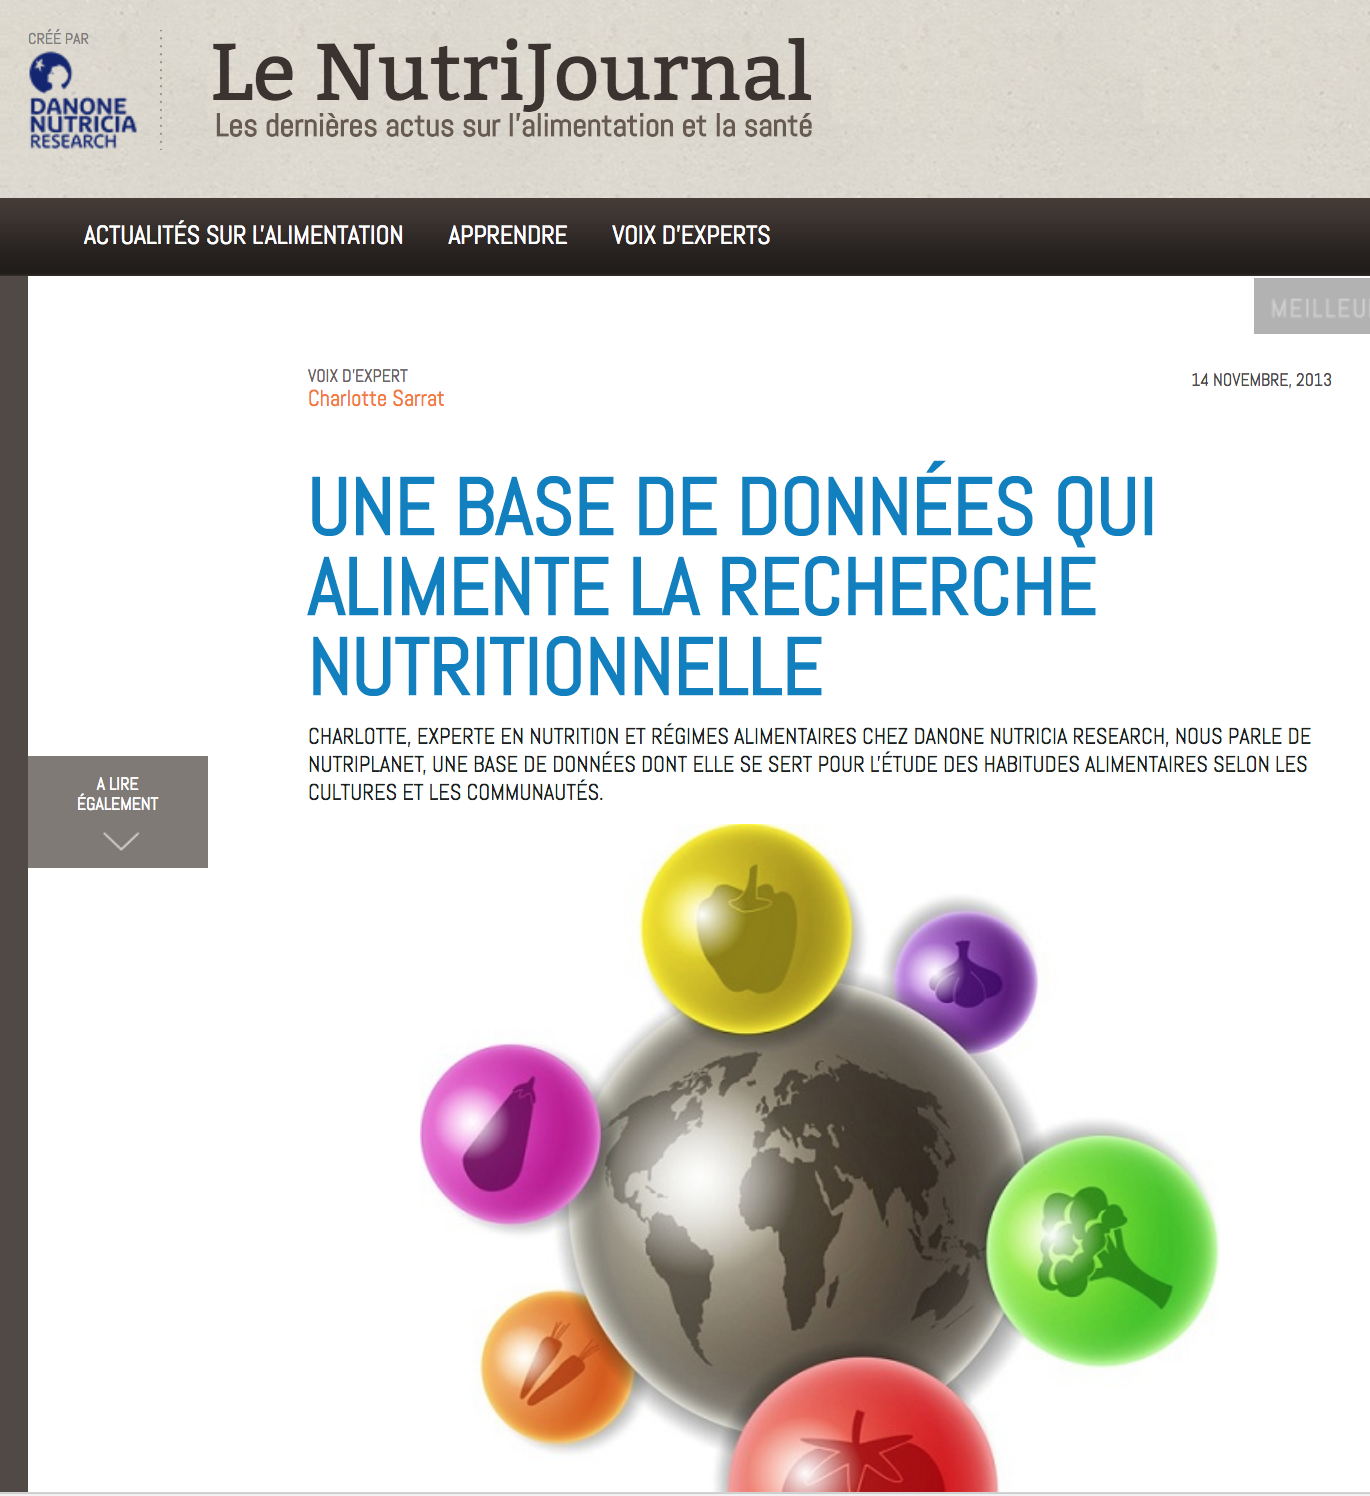 CRÉÉ PAR
DANONE
NUTRICIA
RESEARCH
Le NutriJournal
Les dernières actus sur l'alimentation et la santé
ACTUALITÉS SUR L'ALIMENTATION APPRENDRE VOIX D'EXPERTS
VOIX D'EXPERT
Charlotte Sarrat
14 NOVEMBRE, 2013
UNE BASE DE DONNÉES QUI
ALIMENTE LA RECHERCHE
NUTRITIONNELLE
CHARLOTTE, EXPERTE EN NUTRITION ET RÉGIMES ALIMENTAIRES CHEZ DANONE NUTRICIA RESEARCH, NOUS PARLE DE
NUTRIPLANET, UNE BASE DE DONNÉES DONT ELLE SE SERT POUR L'ÉTUDE DES HABITUDES ALIMENTAIRES SELON LES
CULTURES ET LES COMMUNAUTÉS.
A LIRE
ÉGALEMENT